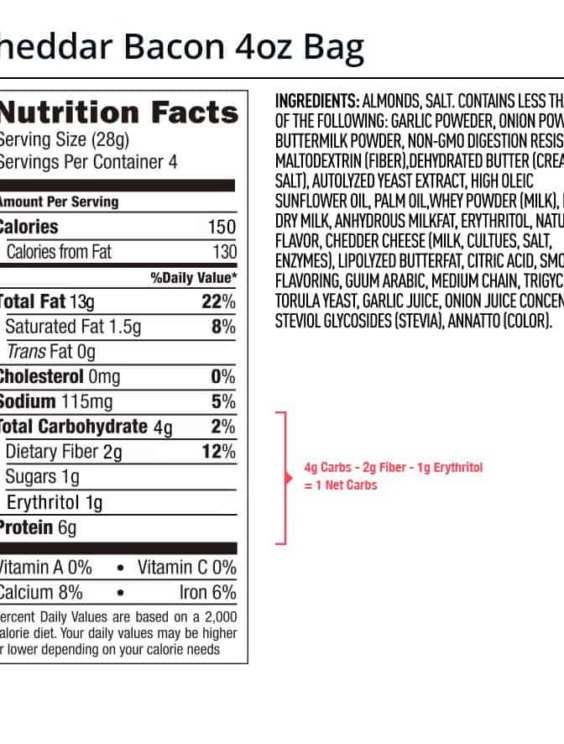 heddar Bacon 4oz Bag
Nutrition Facts
Serving Size (28g)
Servings Per Container 4
Amount Per Serving
Calories 150
Calories from Fat 130
%Daily Value*
Total Fat 13g 22%
Saturated Fat 1.5g 8%
Trans Fat 0g
Cholesterol 0mg 0%
Sodium 115mg 5%
Total Carbohydrate 4g 2%
Dietary Fiber 2g 12%
Sugars 1g
Erythritol 1g
Protein 6g
Vitamin A 0% • Vitamin C 0%
Calcium 8% • Iron 6%
ercent Daily Values are based on a 2,000
alorie diet. Your daily values may be higher
r lower depending on your calorie needs
INGREDIENTS: ALMONDS, SALT. CONTAINS LESS TH
OF THE FOLLOWING: GARLIC POWEDER, ONION POW
BUTTERMILK POWDER, NON-GMO DIGESTION RESIS
MALTODEXTRIN (FIBER),DEHYDRATED BUTTER (CREA
SALT), AUTOLYZED YEAST EXTRACT, HIGH OLEIC
SUNFLOWER OIL, PALM OIL,WHEY POWDER (MILK),
DRY MILK, ANHYDROUS MILKFAT, ERYTHRITOL, NATU
FLAVOR, CHEDDER CHEESE (MILK, CULTUES, SALT,
ENZYMES), LIPOLYZED BUTTERFAT, CITRIC ACID, SMO
FLAVORING, GUUM ARABIC, MEDIUM CHAIN, TRIGYC
TORULA YEAST, GARLIC JUICE, ONION JUICE CONCEN
STEVIOL GLYCOSIDES (STEVIA), ANNATTO (COLOR).
4g Carbs - 2g Fiber - 1g Erythritol
= 1 Net Carbs